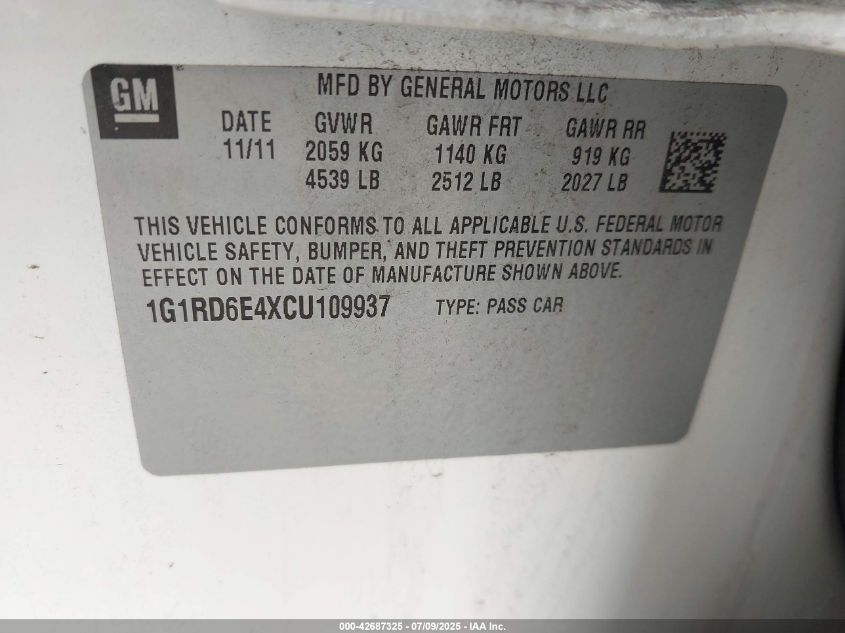 GM
MFD BY GENERAL MOTORS LLC
DATE GVWR GAWR FRT GAWR RR
11/11 2059 KG 1140 KG 919 KG
4539 LB 2512 LB 2027 LB
THIS VEHICLE CONFORMS TO ALL APPLICABLE U.S. FEDERAL MOTOR
VEHICLE SAFETY, BUMPER, AND THEFT PREVENTION STANDARDS IN
EFFECT ON THE DATE OF MANUFACTURE SHOWN ABOVE.
1G1RD6E4XCU109937 TYPE: PASS CAR
000-42687325 - 07/09/2025 - IAA Inc.